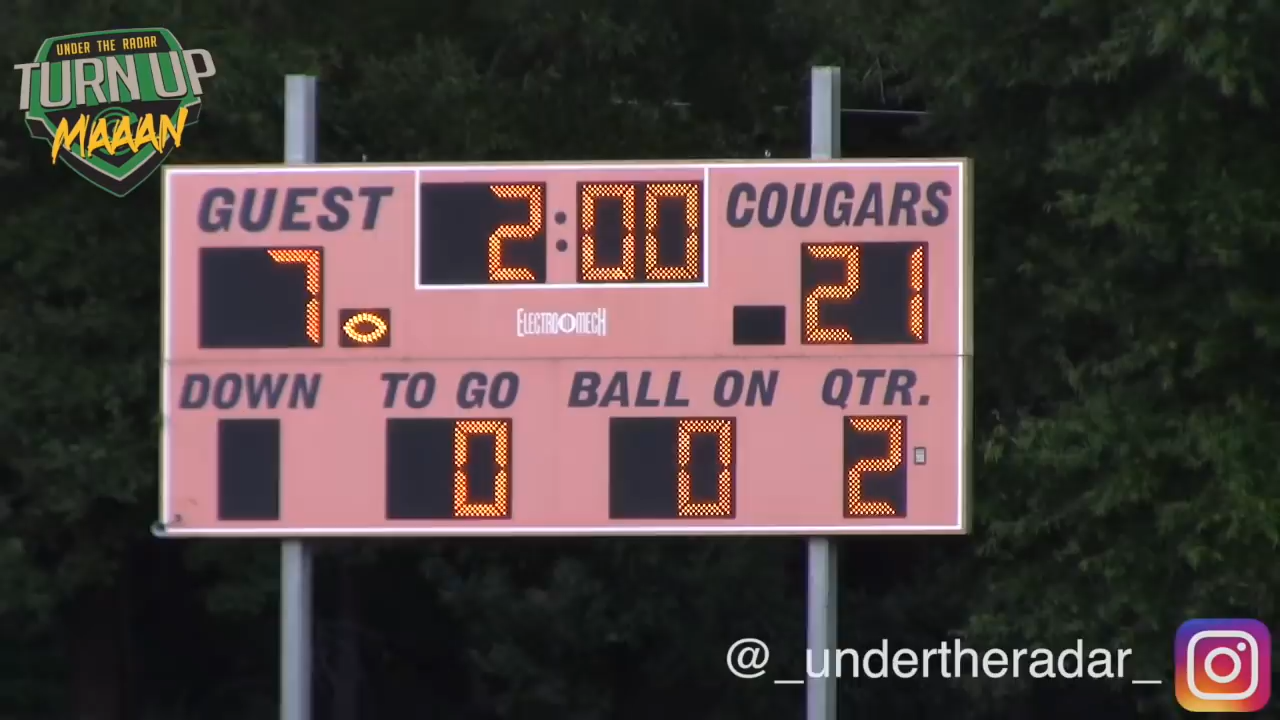 UNDER THE RADAR
TURN UP
MAAAN
GUEST
2:00
COUGARS
7
21
ELECTRO-MECH
DOWN
TO GO
BALL ON
QTR.
0
0
2
@_undertheradar_